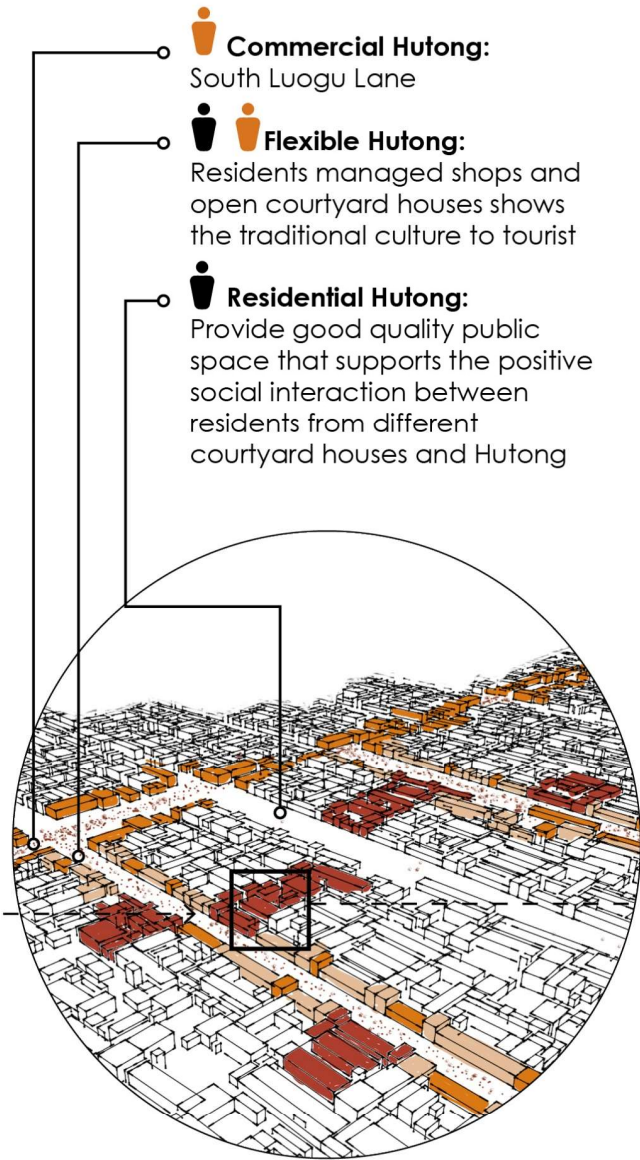 Commercial Hutong:
South Luogu Lane
Flexible Hutong:
Residents managed shops and
open courtyard houses shows
the traditional culture to tourist
Residential Hutong:
Provide good quality public
space that supports the positive
social interaction between
residents from different
courtyard houses and Hutong